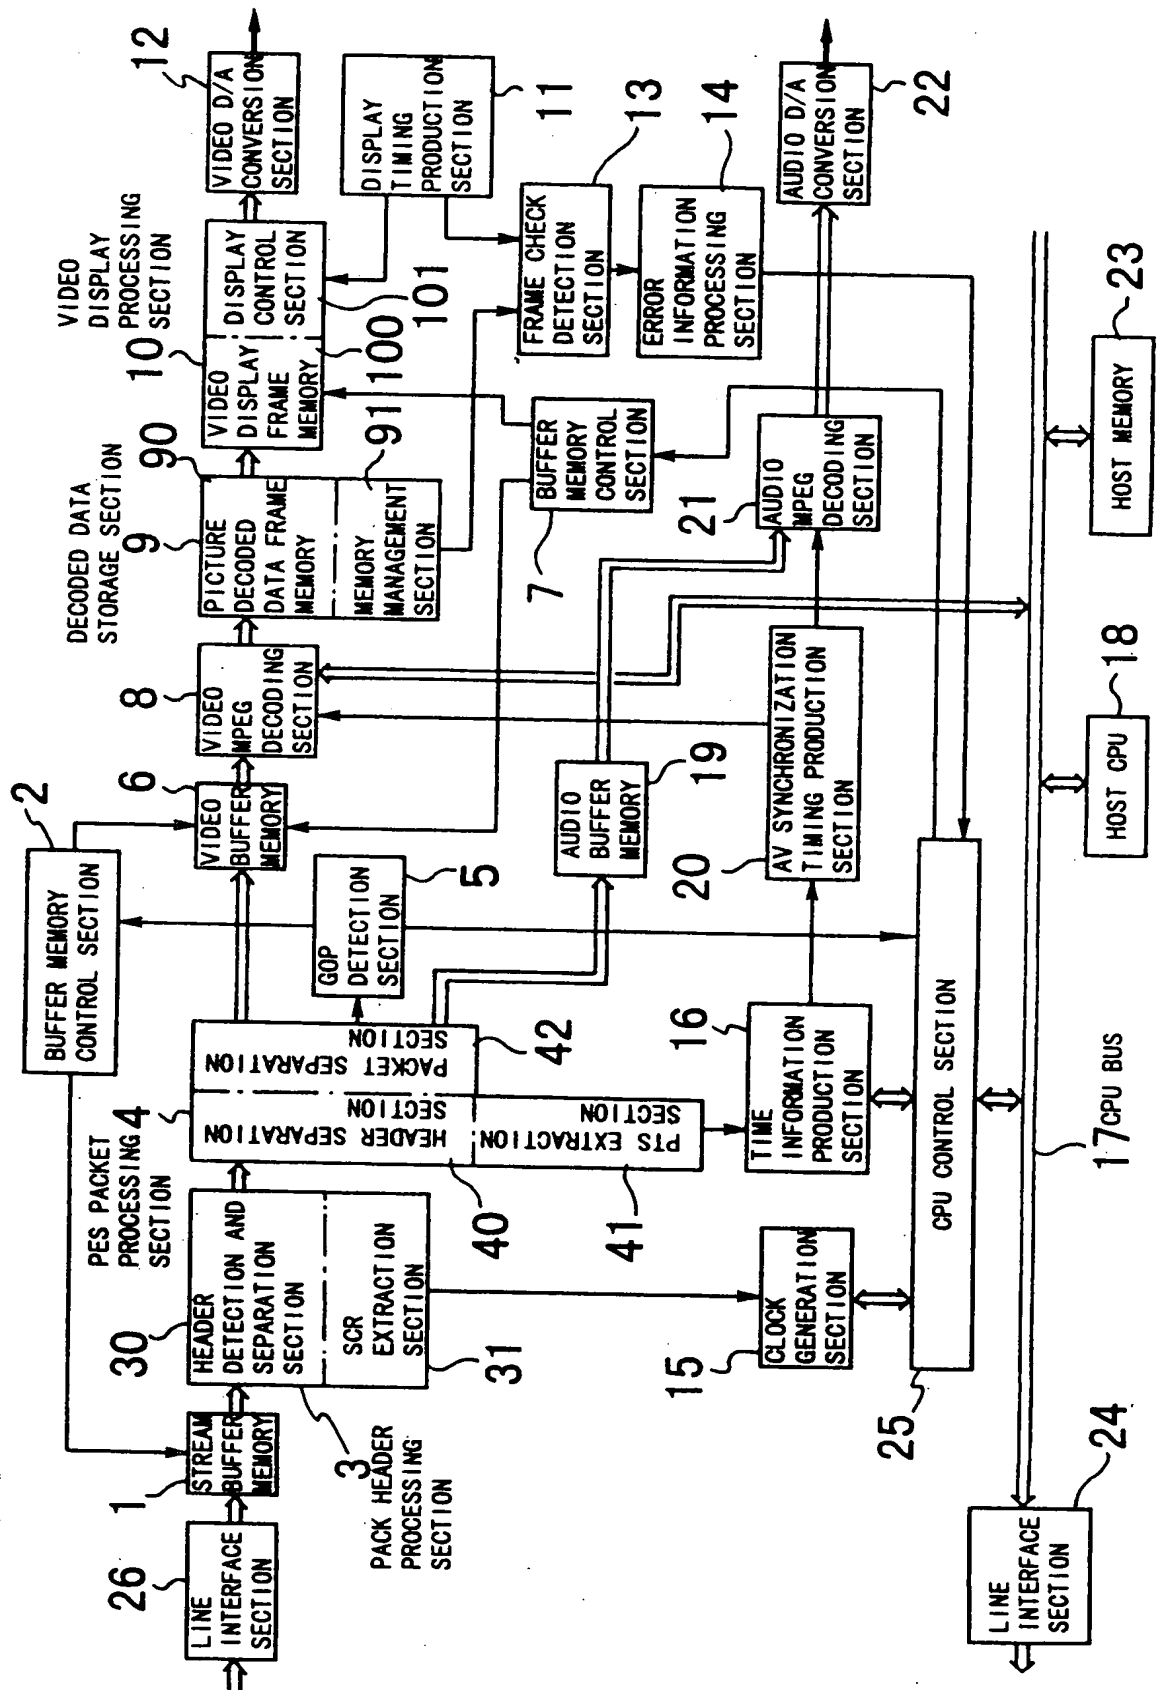 26
LINE
INTERFACE
SECTION
1
STREAM
BUFFER
MEMORY
2
BUFFER MEMORY
CONTROL SECTION
30
HEADER
DETECTION AND
SEPARATION
SECTION
SCR
EXTRACTION
SECTION
31
3
PACK HEADER
PROCESSING
SECTION
PES PACKET
PROCESSING
SECTION
4
HEADER SEPARATION
SECTION
PACKET SEPARATION
SECTION
42
40
PTS EXTRACTION
SECTION
41
GOP
DETECTION
SECTION
5
6
VIDEO
BUFFER
MEMORY
8
VIDEO
MPEG
DECODING
SECTION
DECODED DATA
STORAGE SECTION
9
90
PICTURE
DECODED
DATA FRAME
MEMORY
MEMORY
MANAGEMENT
SECTION
91
VIDEO
DISPLAY
PROCESSING
SECTION
10
VIDEO
DISPLAY
FRAME
MEMORY
100
DISPLAY
CONTROL
SECTION
101
12
VIDEO D/A
CONVERSION
SECTION
DISPLAY
TIMING
PRODUCTION
SECTION
11
FRAME CHECK
DETECTION
SECTION
13
ERROR
INFORMATION
PROCESSING
SECTION
14
7
BUFFER
MEMORY
CONTROL
SECTION
AUDIO
BUFFER
MEMORY
19
21
AUDIO
MPEG
DECODING
SECTION
AUDIO D/A
CONVERSION
SECTION
22
20
AV SYNCHRONIZATION
TIMING PRODUCTION
SECTION
16
TIME
INFORMATION
PRODUCTION
SECTION
15
CLOCK
GENERATION
SECTION
CPU CONTROL SECTION
25
17 CPU BUS
HOST CPU
18
HOST MEMORY
23
LINE
INTERFACE
SECTION
24